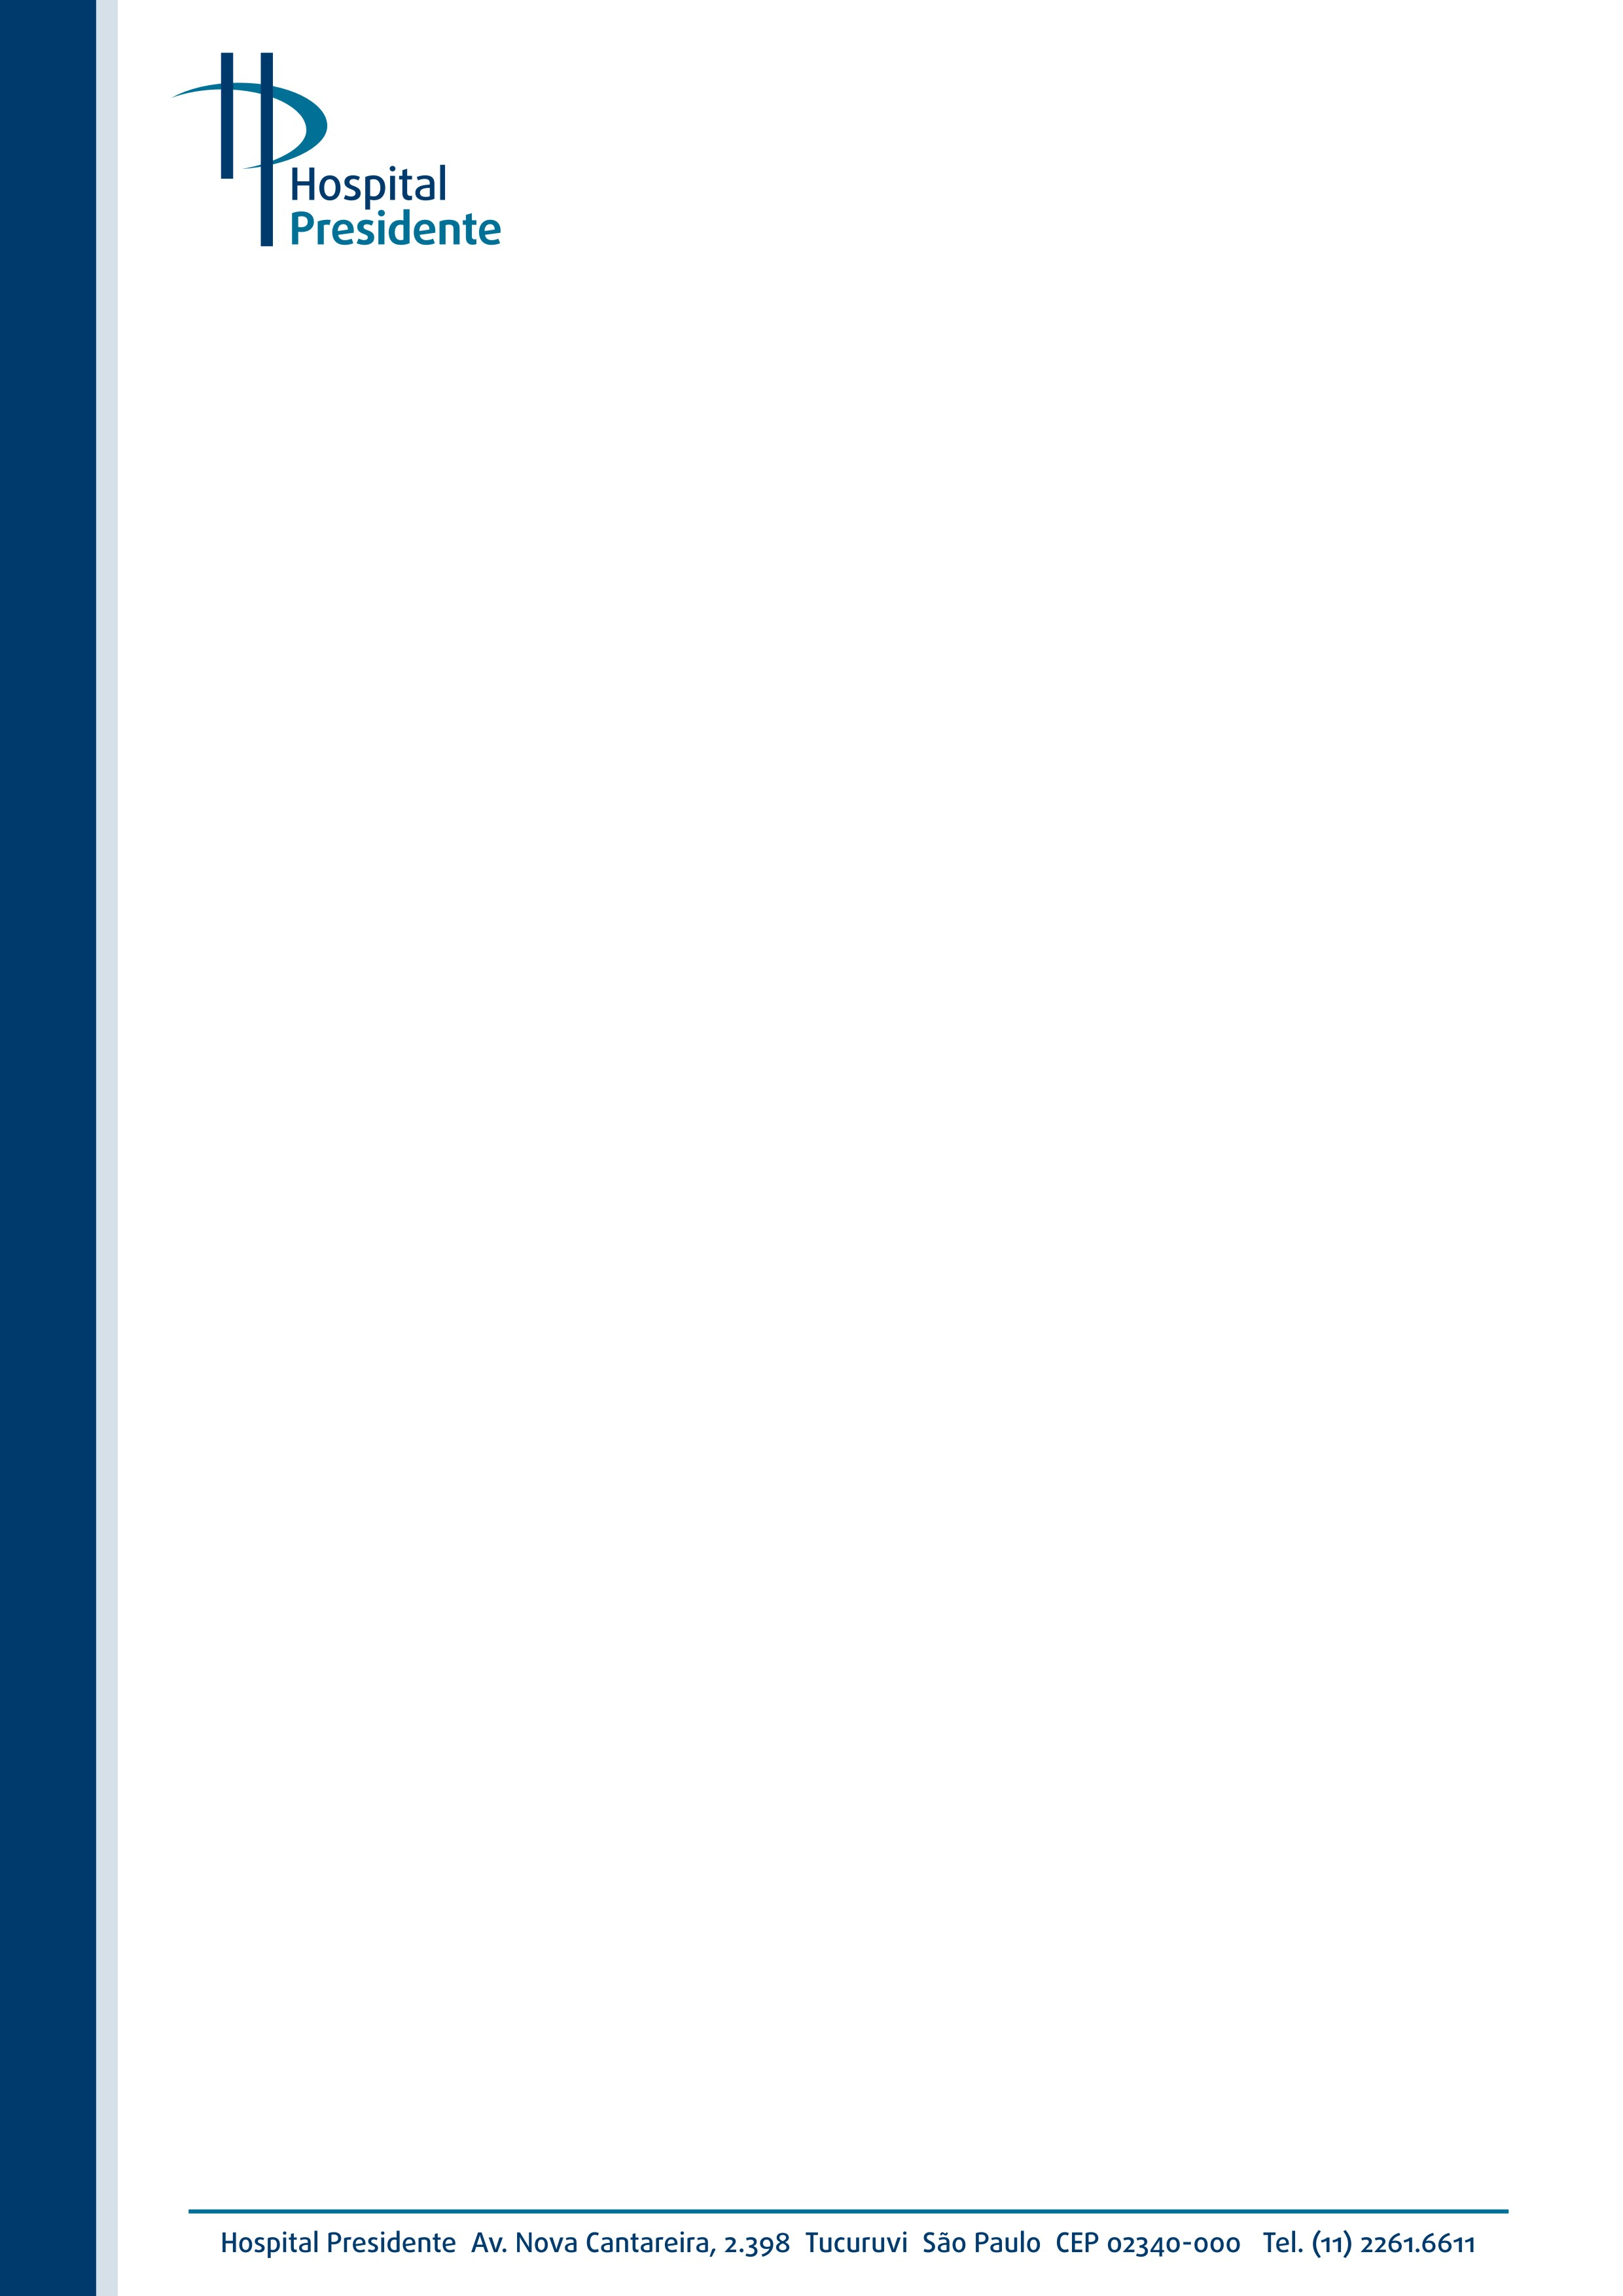 Hospital
Presidente
Hospital Presidente Av. Nova Cantareira, 2.398 Tucuruvi São Paulo CEP 02340-000 Tel. (11) 2261.6611